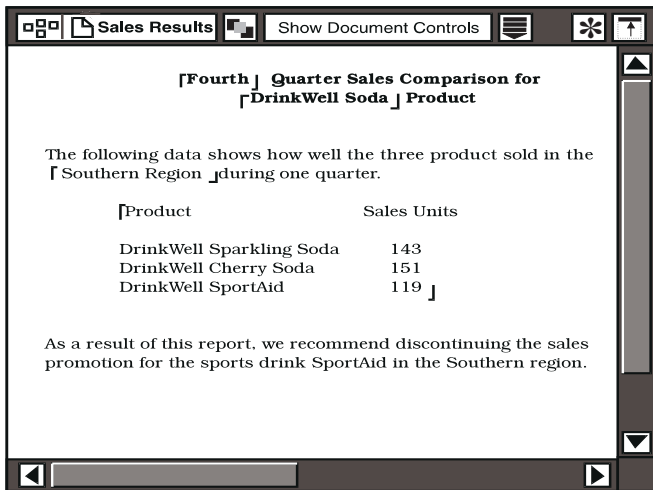 Sales Results Show Document Controls
⌈Fourth⌋ Quarter Sales Comparison for
⌈DrinkWell Soda⌋ Product
The following data shows how well the three product sold in the
⌈Southern Region ⌋during one quarter.
⌈Product Sales Units
DrinkWell Sparkling Soda 143
DrinkWell Cherry Soda 151
DrinkWell SportAid 119 ⌋
As a result of this report, we recommend discontinuing the sales
promotion for the sports drink SportAid in the Southern region.